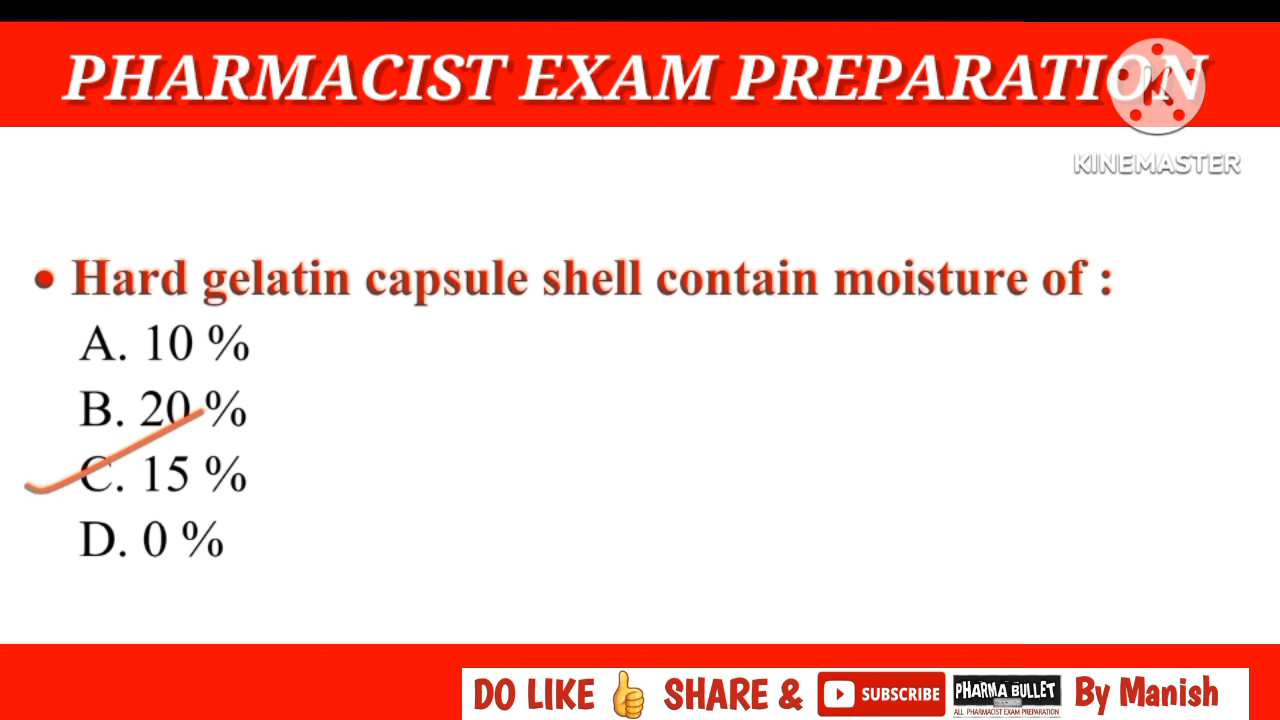 PHARMACIST EXAM PREPARATION
KINEMASTER
• Hard gelatin capsule shell contain moisture of :
A. 10 %
B. 20 %
C. 15 %
D. 0 %
DO LIKE 👍 SHARE & SUBSCRIBE PHARMA BULLET By Manish
ALL PHARMACIST EXAM PREPARATION